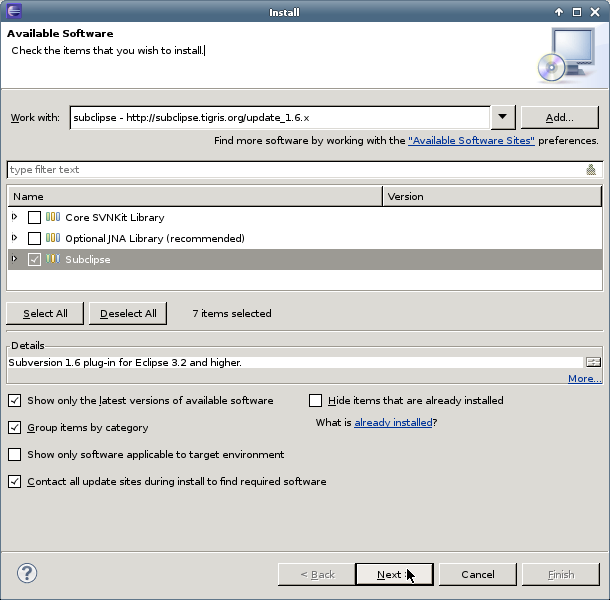 Install
Available Software
Check the items that you wish to install.
Work with:
subclipse - http://subclipse.tigris.org/update_1.6.x
Add...
Find more software by working with the "Available Software Sites" preferences.
type filter text
Name
Version
Core SVNKit Library
Optional JNA Library (recommended)
Subclipse
Select All
Deselect All
7 items selected
Details
Subversion 1.6 plug-in for Eclipse 3.2 and higher.
More...
Show only the latest versions of available software
Hide items that are already installed
Group items by category
What is already installed?
Show only software applicable to target environment
Contact all update sites during install to find required software
?
< Back
Next >
Cancel
Finish